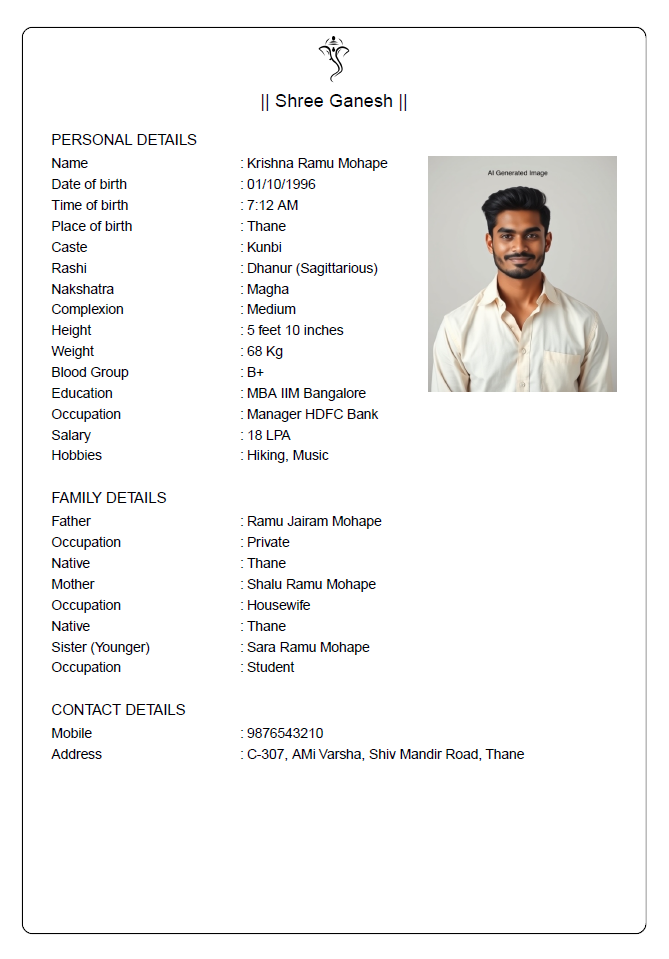 || Shree Ganesh ||
PERSONAL DETAILS
Name : Krishna Ramu Mohape
AI Generated Image
Date of birth : 01/10/1996
Time of birth : 7:12 AM
Place of birth : Thane
Caste : Kunbi
Rashi : Dhanur (Sagittarious)
Nakshatra : Magha
Complexion : Medium
Height : 5 feet 10 inches
Weight : 68 Kg
Blood Group : B+
Education : MBA IIM Bangalore
Occupation : Manager HDFC Bank
Salary : 18 LPA
Hobbies : Hiking, Music
FAMILY DETAILS
Father : Ramu Jairam Mohape
Occupation : Private
Native : Thane
Mother : Shalu Ramu Mohape
Occupation : Housewife
Native : Thane
Sister (Younger) : Sara Ramu Mohape
Occupation : Student
CONTACT DETAILS
Mobile : 9876543210
Address : C-307, AMi Varsha, Shiv Mandir Road, Thane